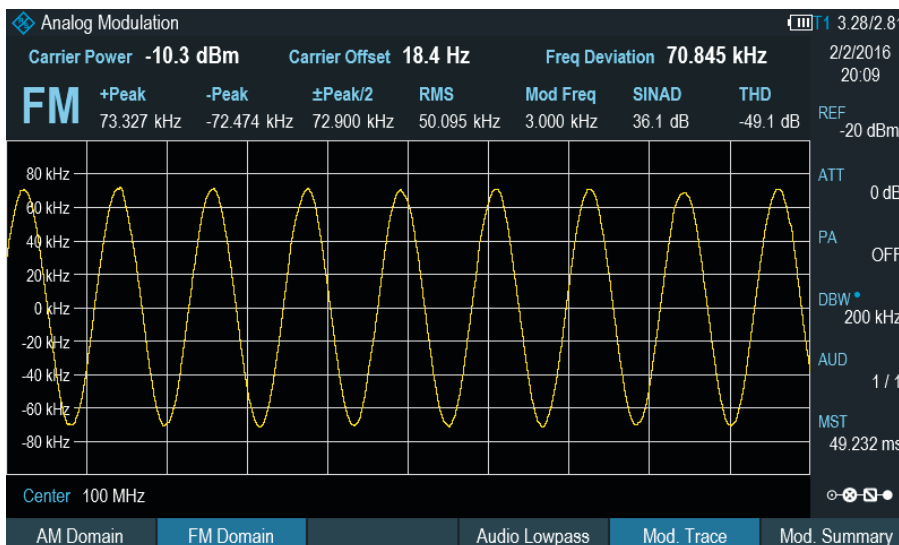 Analog Modulation
T1 3.28/2.81
Carrier Power -10.3 dBm Carrier Offset 18.4 Hz Freq Deviation 70.845 kHz
2/2/2016
20:09
FM
+Peak -Peak ±Peak/2 RMS Mod Freq SINAD THD
73.327 kHz -72.474 kHz 72.900 kHz 50.095 kHz 3.000 kHz 36.1 dB -49.1 dB
REF
-20 dBm
ATT
0 dB
PA
OFF
DBW
200 kHz
AUD
1 / 1
MST
49.232 ms
80 kHz
60 kHz
40 kHz
20 kHz
0 kHz
-20 kHz
-40 kHz
-60 kHz
-80 kHz
Center 100 MHz
AM Domain FM Domain Audio Lowpass Mod. Trace Mod. Summary